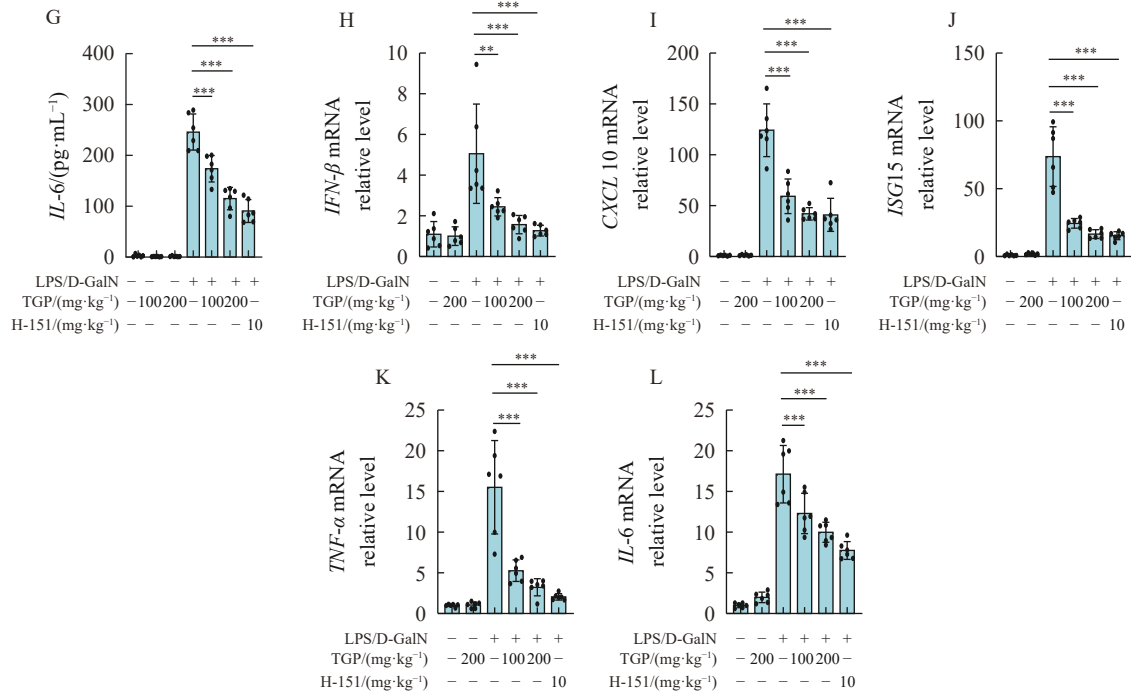 G
***
***
***
400
300
200
100
0
IL-6/(pg·mL⁻¹)
LPS/D-GalN − − − + + + +
TGP/(mg·kg⁻¹) −100 200 −100 200 −
H-151/(mg·kg⁻¹) − − − − 10
H
***
***
**
10
8
6
4
2
0
IFN-β mRNA
relative level
LPS/D-GalN − − + + + +
TGP/(mg·kg⁻¹) − 200 −100 200 −
H-151/(mg·kg⁻¹) − − − − − 10
I
***
***
***
200
150
100
50
0
CXCL 10 mRNA
relative level
LPS/D-GalN − − + + + +
TGP/(mg·kg⁻¹) − 200 −100 200 −
H-151/(mg·kg⁻¹) − − − − − 10
J
***
***
***
150
100
50
0
ISG15 mRNA
relative level
LPS/D-GalN − − + + + +
TGP/(mg·kg⁻¹) − 200 −100 200 −
H-151/(mg·kg⁻¹) − − − − − 10
K
***
***
***
25
20
15
10
5
0
TNF-α mRNA
relative level
LPS/D-GalN − − + + + +
TGP/(mg·kg⁻¹) − 200 −100 200 −
H-151/(mg·kg⁻¹) − − − − − 10
L
***
***
***
25
20
15
10
5
0
IL-6 mRNA
relative level
LPS/D-GalN − − + + + +
TGP/(mg·kg⁻¹) − 200 −100 200 −
H-151/(mg·kg⁻¹) − − − − − 10